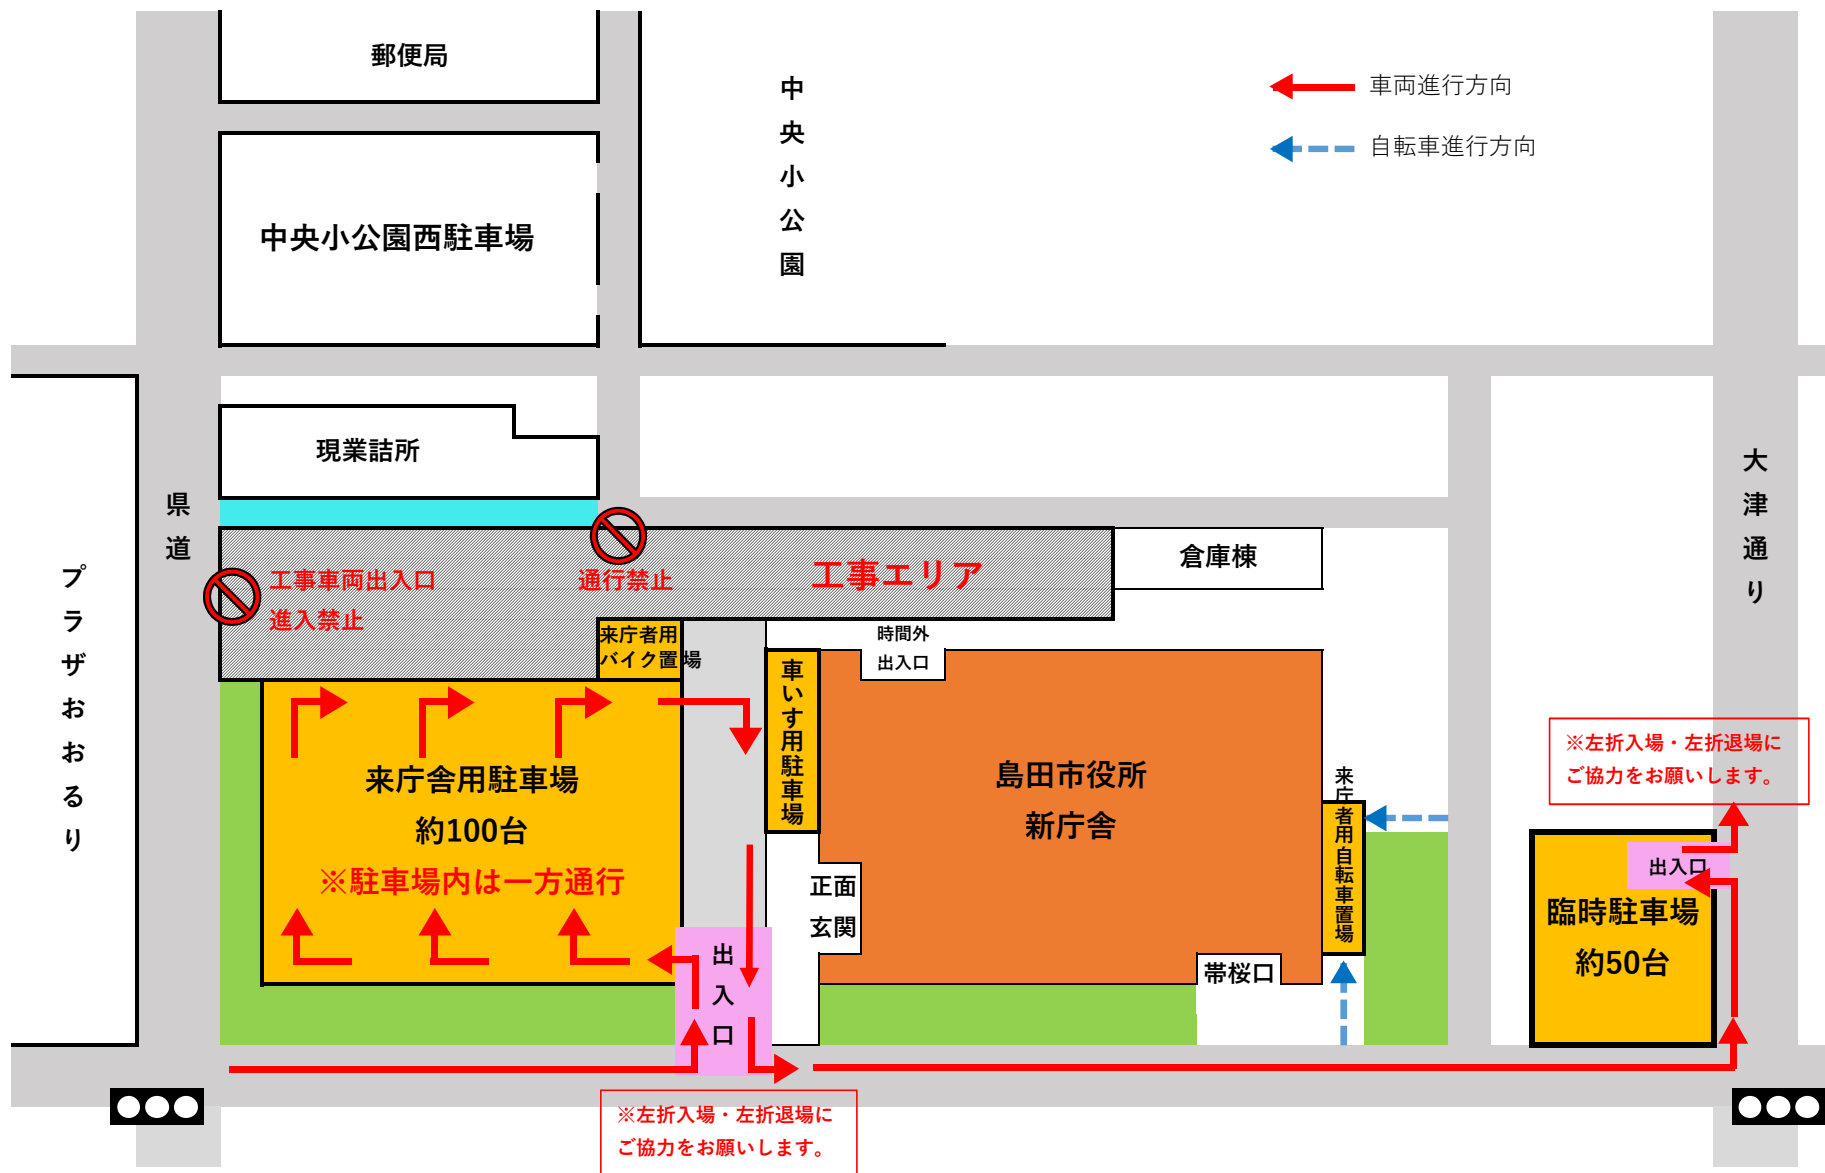 郵便局
中央小公園
車両進行方向
自転車進行方向
中央小公園西駐車場
現業詰所
県道
大津通り
プラザおおるり
工事車両出入口
進入禁止
通行禁止
工事エリア
倉庫棟
来庁者用
バイク置場
時間外
出入口
車いす用駐車場
島田市役所
新庁舎
来庁舎用駐車場
約100台
※駐車場内は一方通行
正面
玄関
来庁者用自転車置場
帯桜口
出入口
※左折入場・左折退場に
ご協力をお願いします。
出入口
臨時駐車場
約50台
※左折入場・左折退場に
ご協力をお願いします。